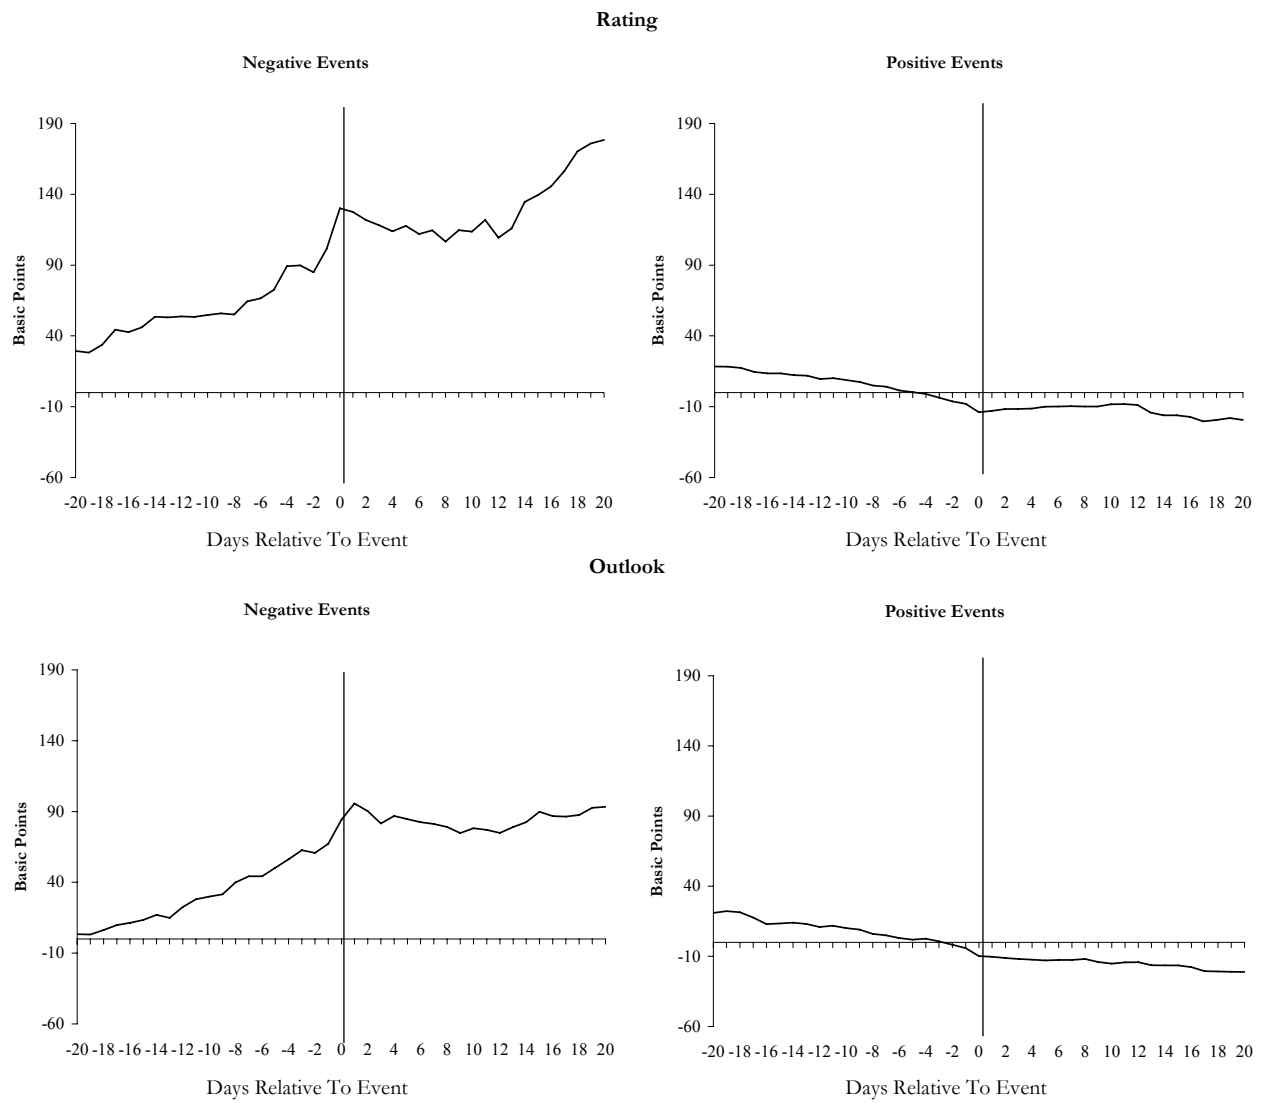 Rating
Negative Events
Positive Events
190
140
90
40
-10
-60
Basic Points
-20 -18 -16 -14 -12 -10 -8 -6 -4 -2 0 2 4 6 8 10 12 14 16 18 20
Days Relative To Event
190
140
90
40
-10
-60
Basic Points
-20 -18 -16 -14 -12 -10 -8 -6 -4 -2 0 2 4 6 8 10 12 14 16 18 20
Days Relative To Event
Outlook
Negative Events
Positive Events
190
140
90
40
-10
-60
Basic Points
-20 -18 -16 -14 -12 -10 -8 -6 -4 -2 0 2 4 6 8 10 12 14 16 18 20
Days Relative To Event
190
140
90
40
-10
-60
Basic Points
-20 -18 -16 -14 -12 -10 -8 -6 -4 -2 0 2 4 6 8 10 12 14 16 18 20
Days Relative To Event